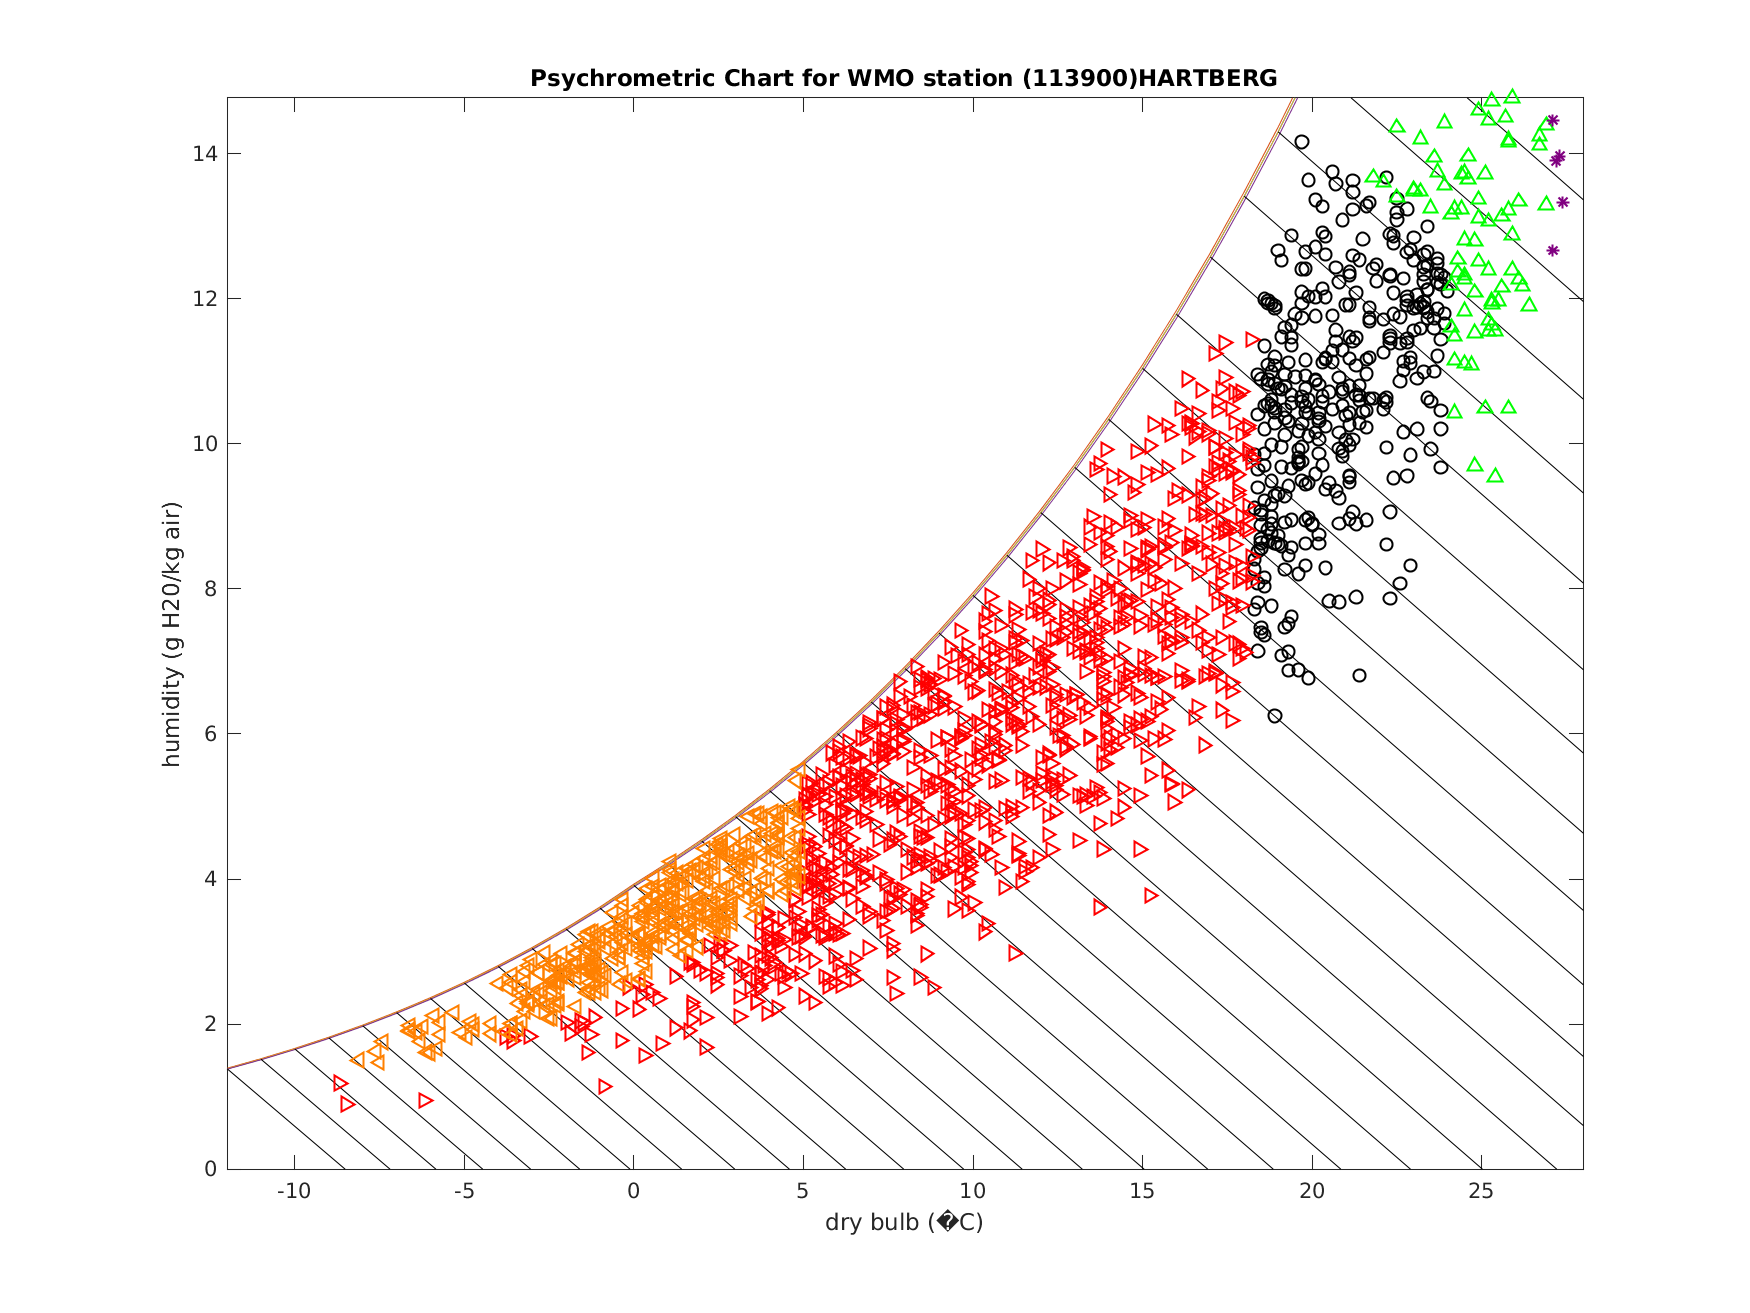 Psychrometric Chart for WMO station (113900)HARTBERG
14
12
10
8
6
4
2
0
humidity (g H20/kg air)
-10 -5 0 5 10 15 20 25
dry bulb (�C)